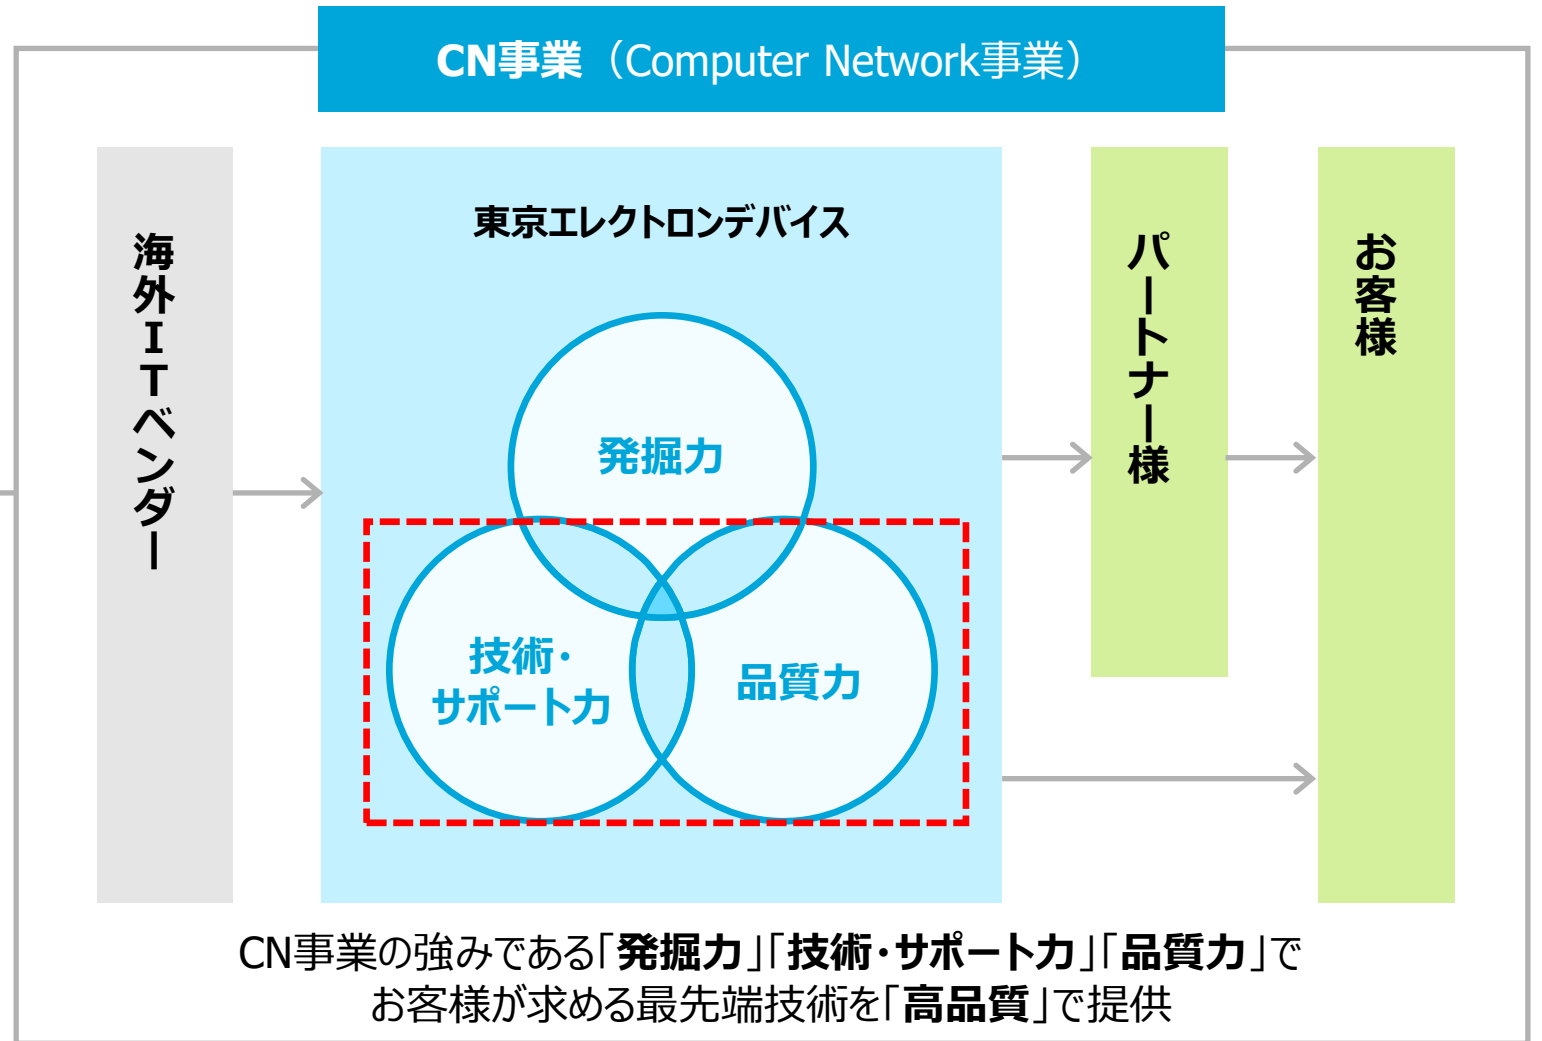 CN事業（Computer Network事業）
海外ITベンダー
東京エレクトロンデバイス
発掘力
技術・
サポート力
品質力
パートナー様
お客様
CN事業の強みである「発掘力」「技術・サポート力」「品質力」で
お客様が求める最先端技術を「高品質」で提供